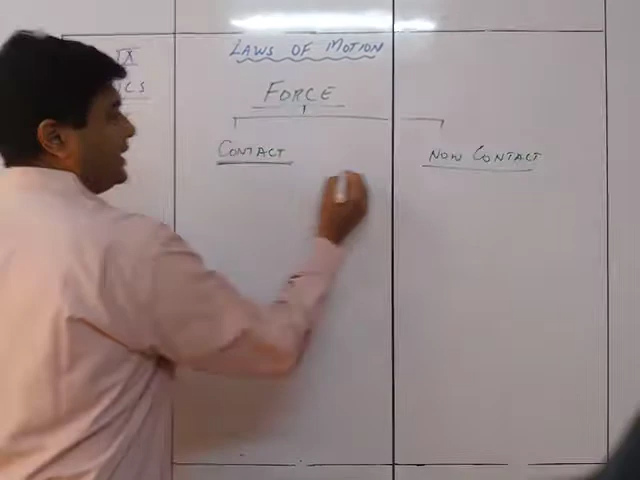 LAWS OF MOTION
IX
ICS
FORCE
CONTACT
NON CONTACT